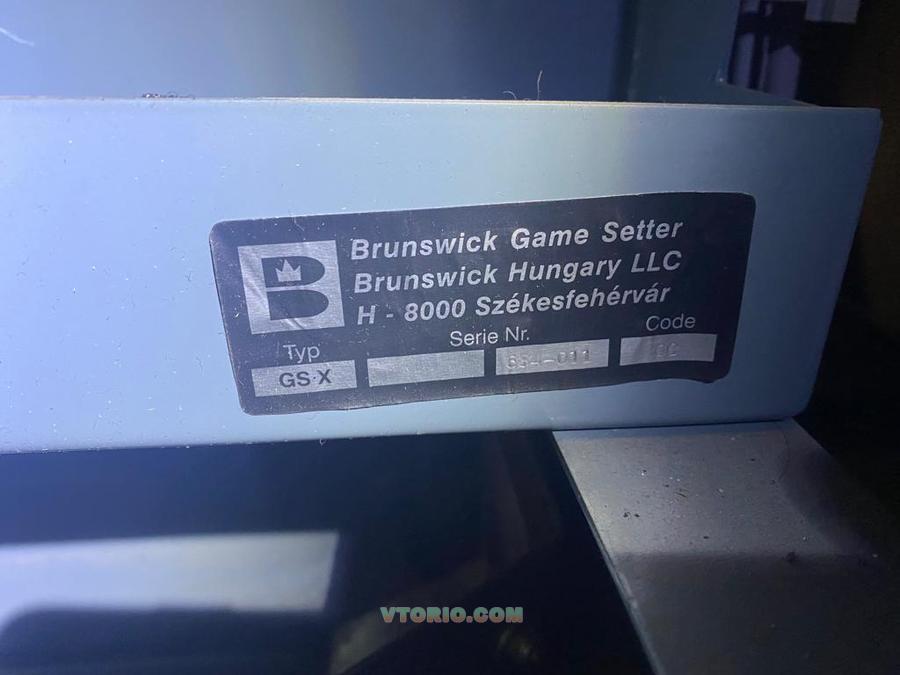 B
Brunswick Game Setter
Brunswick Hungary LLC
H - 8000 Székesfehérvár
Typ Serie Nr. Code
GS-X
VTORIO.COM